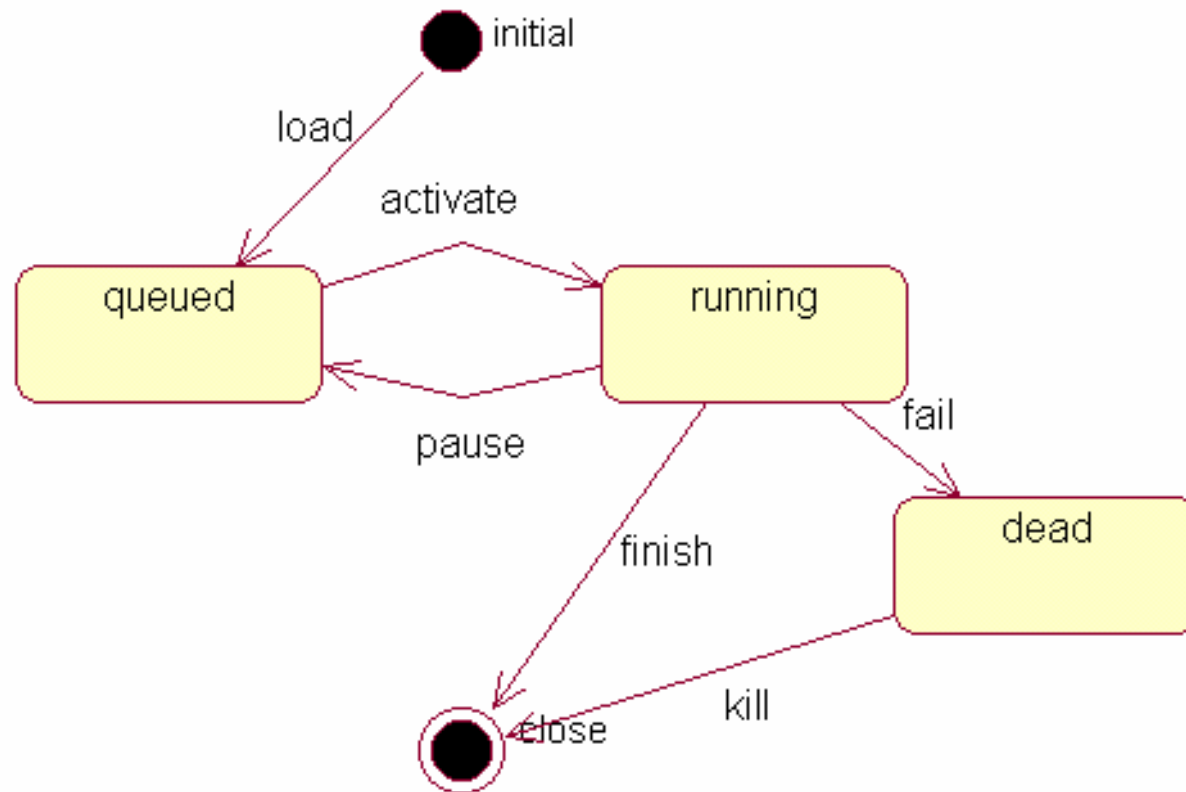 initial
load
activate
queued
running
pause
fail
dead
finish
kill
close